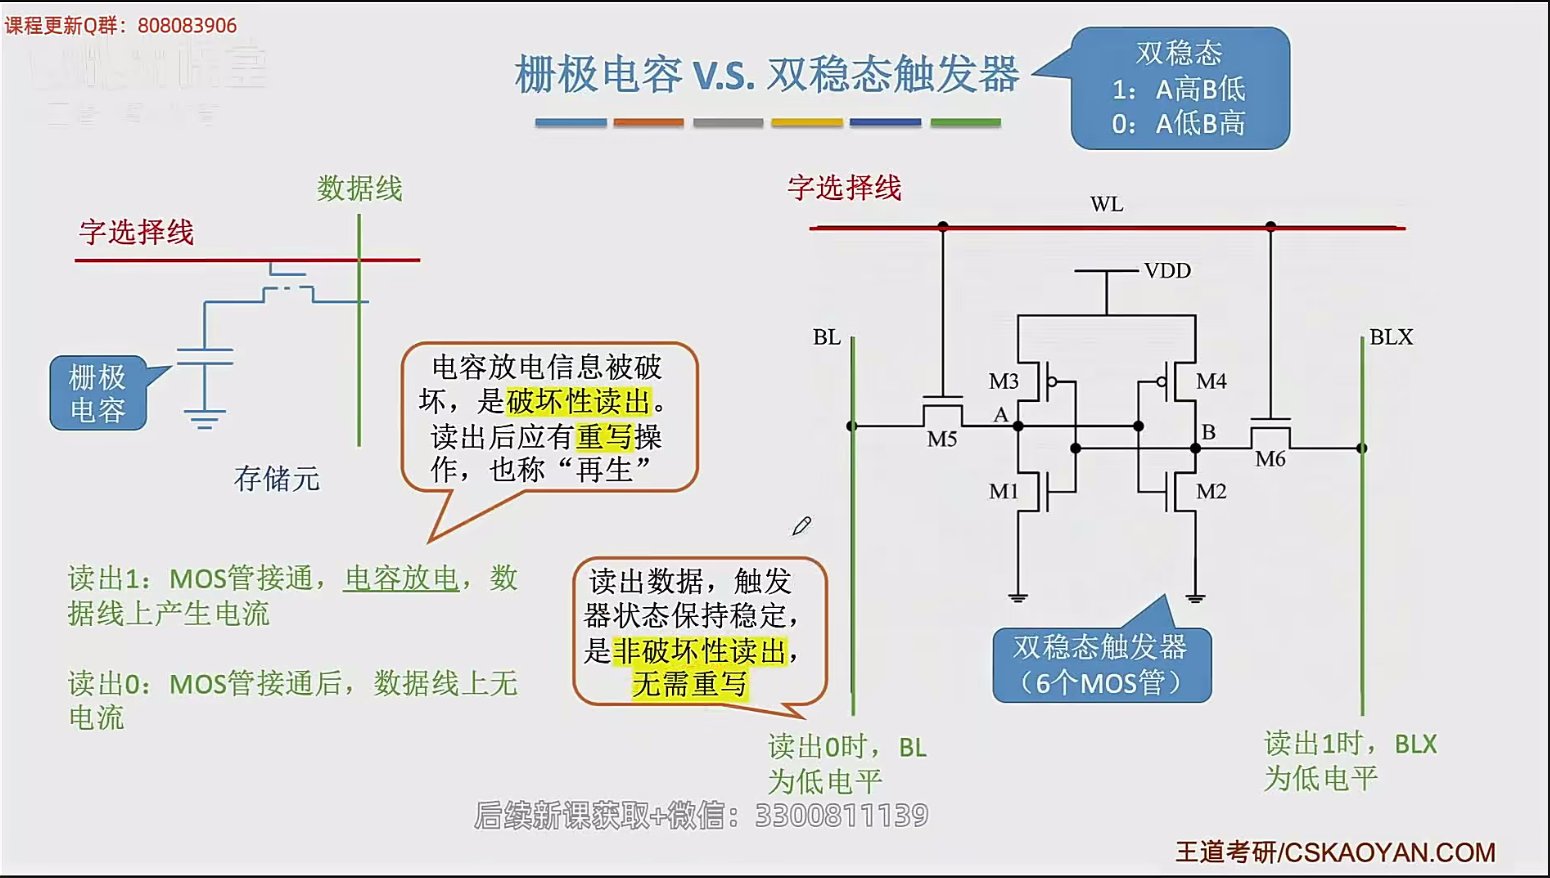 课程更新Q群：808083906
栅极电容 V.S. 双稳态触发器
双稳态
1：A高B低
0：A低B高
数据线
字选择线
栅极
电容
存储元
电容放电信息被破
坏，是破坏性读出。
读出后应有重写操
作，也称“再生”
读出1：MOS管接通，电容放电，数
据线上产生电流
读出0：MOS管接通后，数据线上无
电流
字选择线
WL
VDD
BL
BLX
M3
M4
A
B
M5
M6
M1
M2
读出数据，触发
器状态保持稳定，
是非破坏性读出，
无需重写
双稳态触发器
（6个MOS管）
读出0时，BL
为低电平
读出1时，BLX
为低电平
后续新课获取+微信：3300811139
王道考研/CSKAOYAN.COM